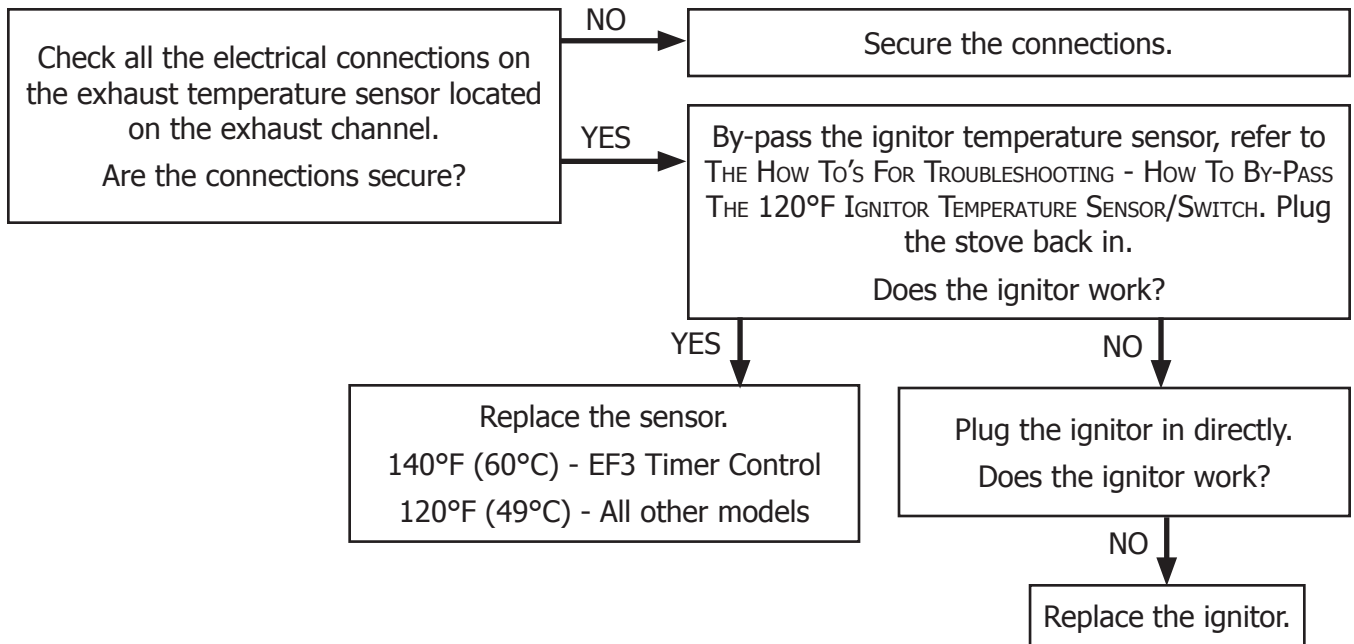 NO
Check all the electrical connections on
the exhaust temperature sensor located
on the exhaust channel.
Are the connections secure?
Secure the connections.
YES
By-pass the ignitor temperature sensor, refer to
THE HOW TO'S FOR TROUBLESHOOTING - HOW TO BY-PASS
THE 120°F IGNITOR TEMPERATURE SENSOR/SWITCH. Plug
the stove back in.
Does the ignitor work?
YES
NO
Replace the sensor.
140°F (60°C) - EF3 Timer Control
120°F (49°C) - All other models
Plug the ignitor in directly.
Does the ignitor work?
NO
Replace the ignitor.